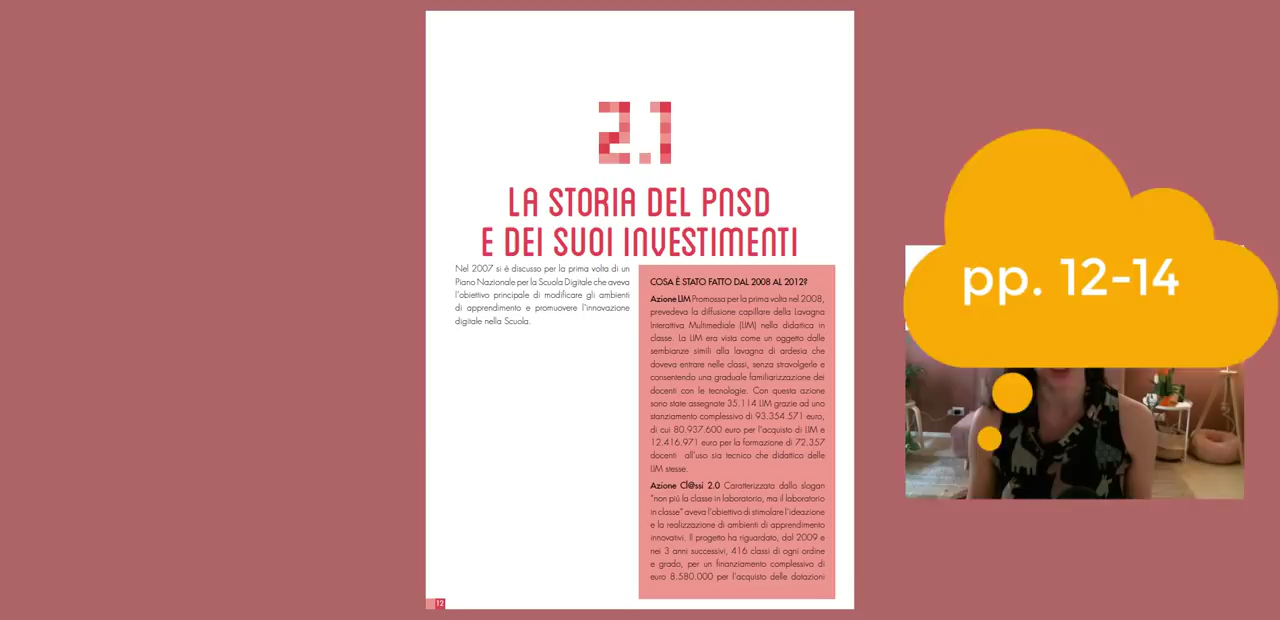 2.1
LA STORIA DEL PNSD
E DEI SUOI INVESTIMENTI
Nel 2007 si è discusso per la prima volta di un
Piano Nazionale per la Scuola Digitale che aveva
l'obiettivo principale di modificare gli ambienti
di apprendimento e promuovere l'innovazione
digitale nella Scuola.
COSA È STATO FATTO DAL 2008 AL 2012?
Azione LIM Promossa per la prima volta nel 2008,
prevedeva la diffusione capillare della Lavagna
Interattiva Multimediale (LIM) nella didattica in
classe. La LIM era vista come un oggetto dalle
sembianze simili alla lavagna di ardesia che
doveva entrare nelle classi, senza stravolgerle e
consentendo una graduale familiarizzazione dei
docenti con le tecnologie. Con questa azione
sono state assegnate 35.114 LIM grazie ad uno
stanziamento complessivo di 93.354.571 euro,
di cui 80.937.600 euro per l'acquisto di LIM e
12.416.971 euro per la formazione di 72.357
docenti all'uso sia tecnico che didattico delle
LIM stesse.
Azione Cl@ssi 2.0 Caratterizzata dallo slogan
"non più la classe in laboratorio, ma il laboratorio
in classe" aveva l'obiettivo di stimolare l'ideazione
e la realizzazione di ambienti di apprendimento
innovativi. Il progetto ha riguardato, dal 2009 e
nei 3 anni successivi, 416 classi di ogni ordine
e grado, per un finanziamento complessivo di
euro 8.580.000 per l'acquisto delle dotazioni
12
pp. 12-14